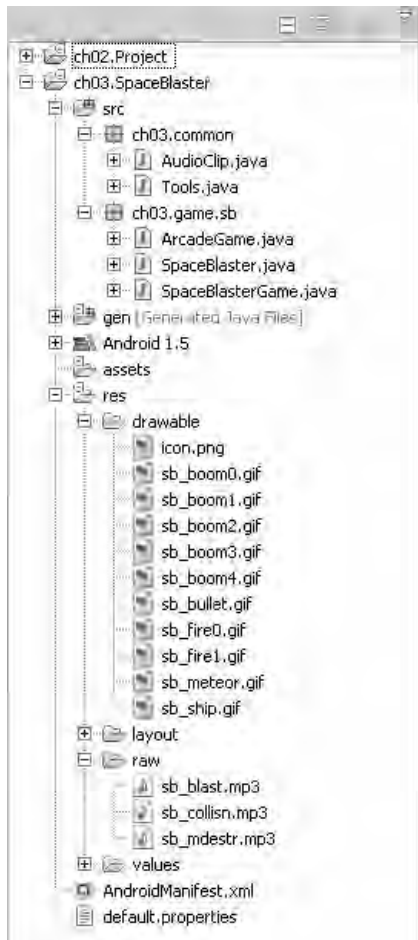 ch02.Project
ch03.SpaceBlaster
src
ch03.common
AudioClip.java
Tools.java
ch03.game.sb
ArcadeGame.java
SpaceBlaster.java
SpaceBlasterGame.java
gen [Generated Java Files]
Android 1.5
assets
res
drawable
icon.png
sb_boom0.gif
sb_boom1.gif
sb_boom2.gif
sb_boom3.gif
sb_boom4.gif
sb_bullet.gif
sb_fire0.gif
sb_fire1.gif
sb_meteor.gif
sb_ship.gif
layout
raw
sb_blast.mp3
sb_collisn.mp3
sb_mdestr.mp3
values
AndroidManifest.xml
default.properties